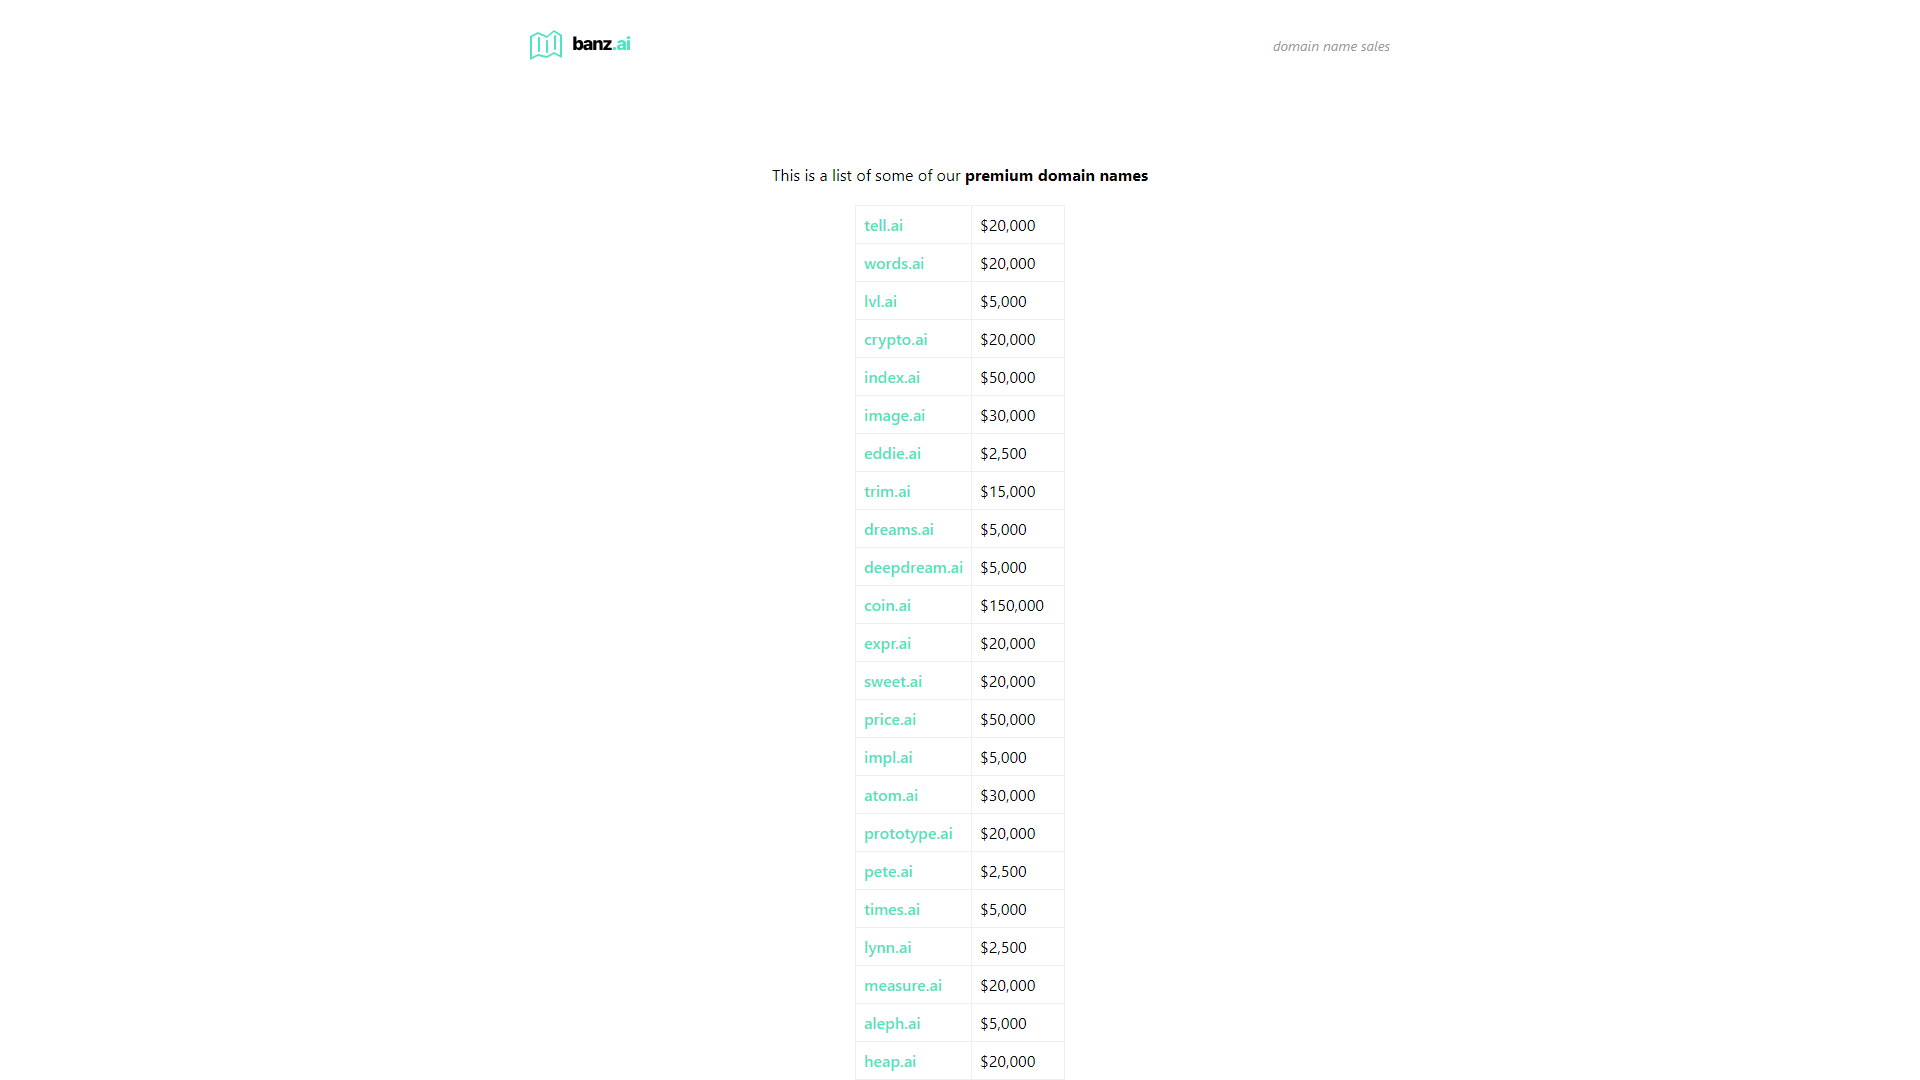 banz.ai
domain name sales
This is a list of some of our premium domain names
tell.ai $20,000
words.ai $20,000
lvl.ai $5,000
crypto.ai $20,000
index.ai $50,000
image.ai $30,000
eddie.ai $2,500
trim.ai $15,000
dreams.ai $5,000
deepdream.ai $5,000
coin.ai $150,000
expr.ai $20,000
sweet.ai $20,000
price.ai $50,000
impl.ai $5,000
atom.ai $30,000
prototype.ai $20,000
pete.ai $2,500
times.ai $5,000
lynn.ai $2,500
measure.ai $20,000
aleph.ai $5,000
heap.ai $20,000